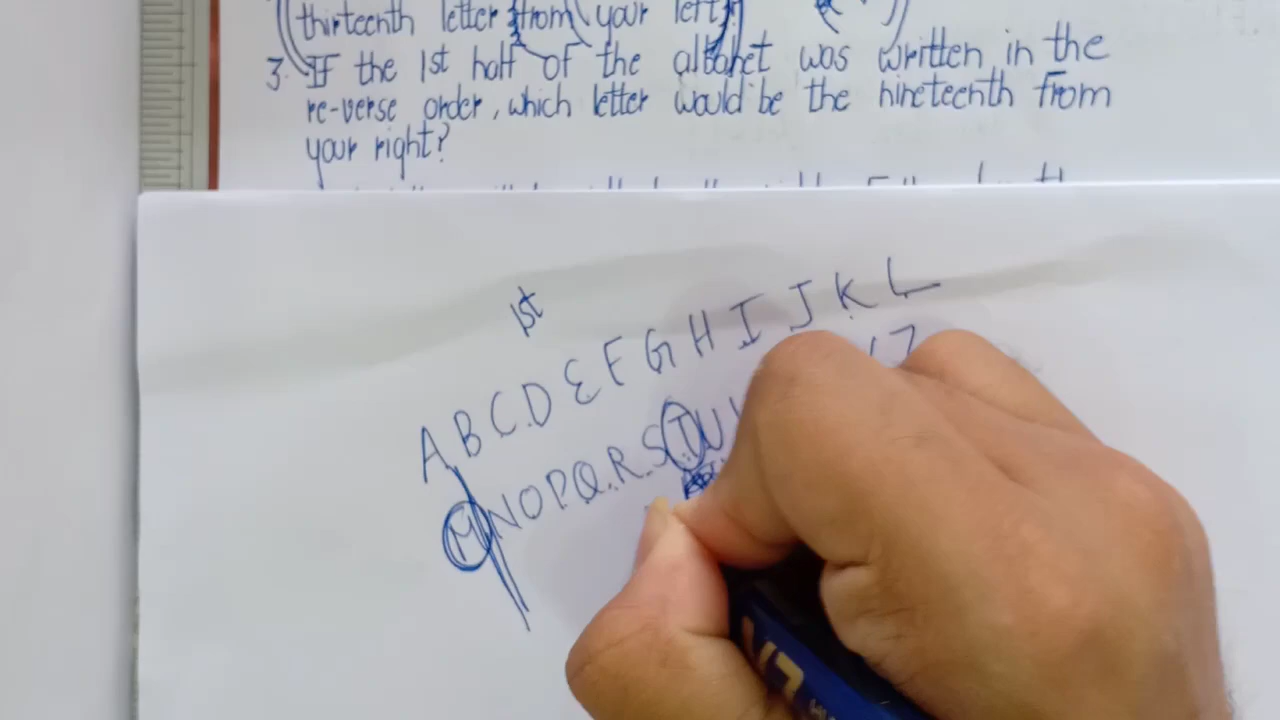 thirteenth letter from your left?
3. If the 1st half of the albahet was written in the
re-verse order, which letter would be the nineteenth from
your right?
1st
A B C D E F G H I J K L
M N O P Q R S T U